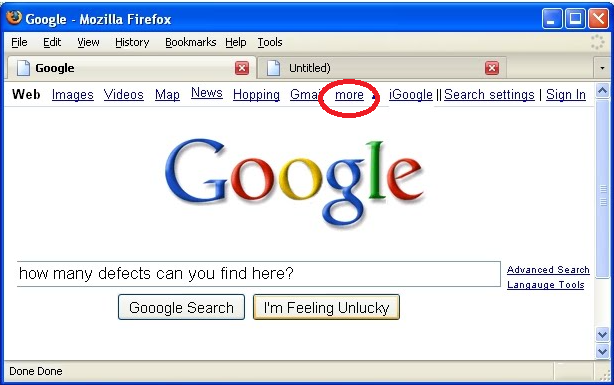 Google - Mozilla Firefox
File Edit View History Bookmarks Help Tools
Google Untitled)
Web Images Videos Map News Hopping Gmai more iGoogle || Search settings | Sign In
Google
how many defects can you find here?
Advanced Search
Langauge Tools
Gooogle Search I'm Feeling Unlucky
Done Done